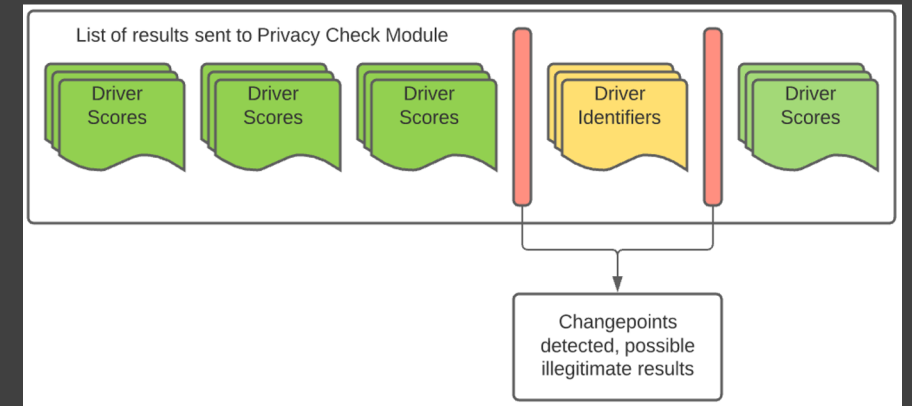 List of results sent to Privacy Check Module
Driver
Scores
Driver
Scores
Driver
Scores
Driver
Identifiers
Driver
Scores
Changepoints
detected, possible
illegitimate results